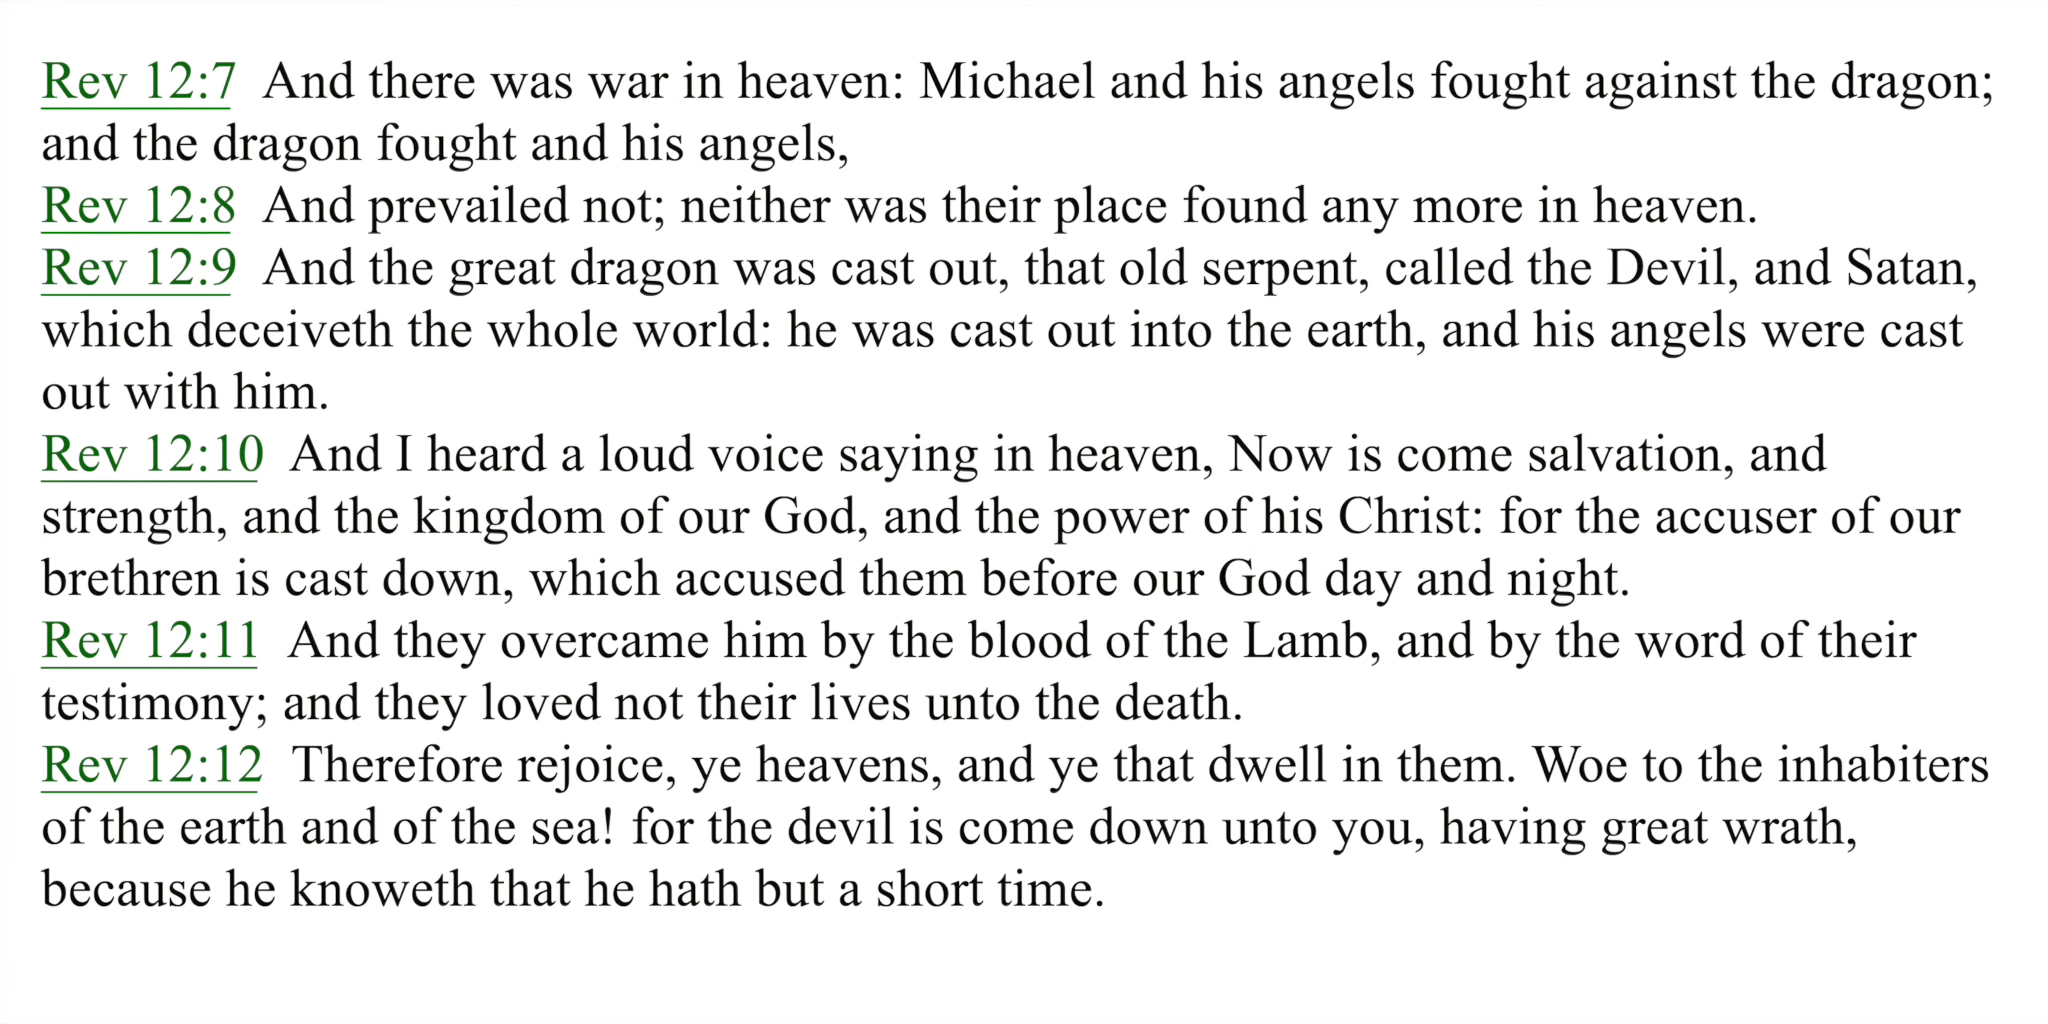 Rev 12:7  And there was war in heaven: Michael and his angels fought against the dragon;
and the dragon fought and his angels,
Rev 12:8  And prevailed not; neither was their place found any more in heaven.
Rev 12:9  And the great dragon was cast out, that old serpent, called the Devil, and Satan,
which deceiveth the whole world: he was cast out into the earth, and his angels were cast
out with him.
Rev 12:10  And I heard a loud voice saying in heaven, Now is come salvation, and
strength, and the kingdom of our God, and the power of his Christ: for the accuser of our
brethren is cast down, which accused them before our God day and night.
Rev 12:11  And they overcame him by the blood of the Lamb, and by the word of their
testimony; and they loved not their lives unto the death.
Rev 12:12  Therefore rejoice, ye heavens, and ye that dwell in them. Woe to the inhabiters
of the earth and of the sea! for the devil is come down unto you, having great wrath,
because he knoweth that he hath but a short time.